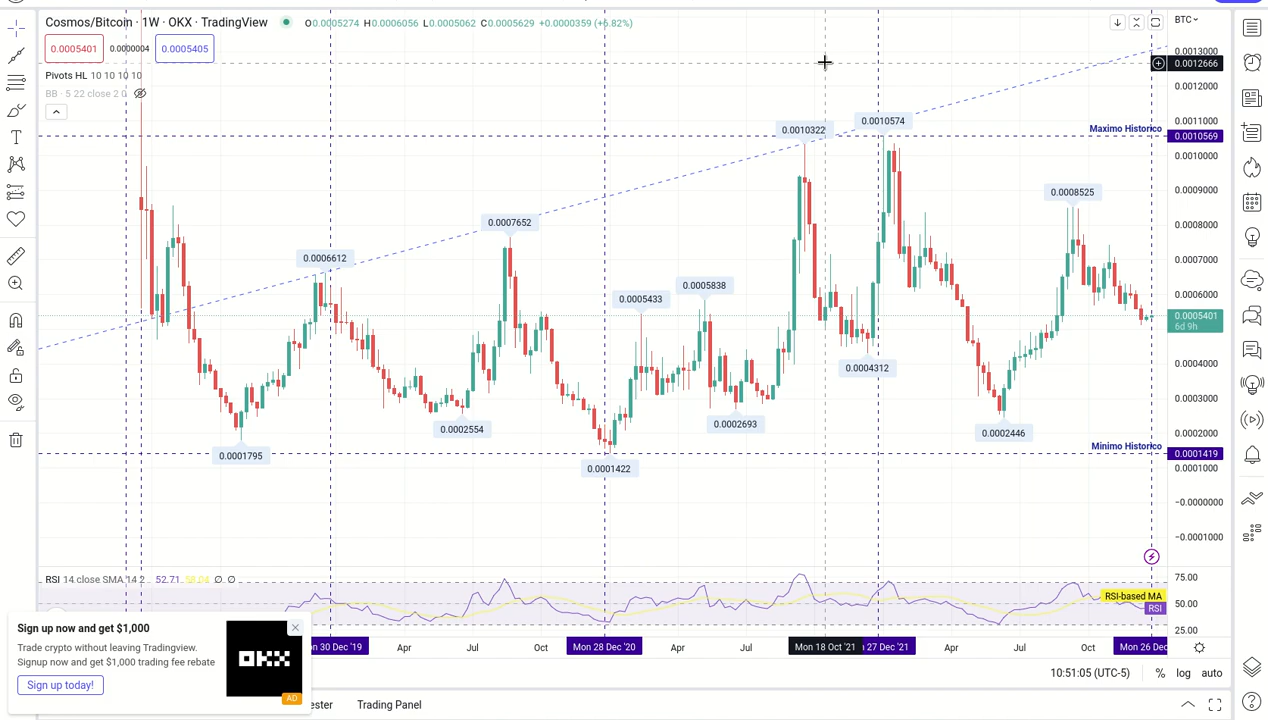 Cosmos/Bitcoin · 1W · OKX · TradingView
O0.0005274 H0.0006056 L0.0005062 C0.0005629 +0.0000359 (+6.82%)
BTC
0.0005401 0.0000004 0.0005405
Pivots HL 10 10 10 10
BB · 5 22 close 2 0
0.0013000
0.0012666
0.0012000
0.0011000
Maximo Historico 0.0010569
0.0010000
0.0009000
0.0008000
0.0007000
0.0006000
0.0005401
6d 9h
0.0004000
0.0003000
0.0002000
Minimo Historico 0.0001419
0.0001000
−0.0000000
−0.0001000
0.0010574
0.0010322
0.0008525
0.0007652
0.0006612
0.0005838
0.0005433
0.0004312
0.0002693
0.0002554
0.0002446
0.0001795
0.0001422
RSI 14 close SMA 14 2 52.71 58.04 ∅ ∅
75.00
RSI-based MA
50.00
RSI
25.00
30 Dec '19 Apr Jul Oct Mon 28 Dec '20 Apr Jul Mon 18 Oct '21 27 Dec '21 Apr Jul Oct Mon 26 Dec
Sign up now and get $1,000
Trade crypto without leaving Tradingview.
Signup now and get $1,000 trading fee rebate
Sign up today!
OKX
AD
10:51:05 (UTC-5) % log auto
ester Trading Panel